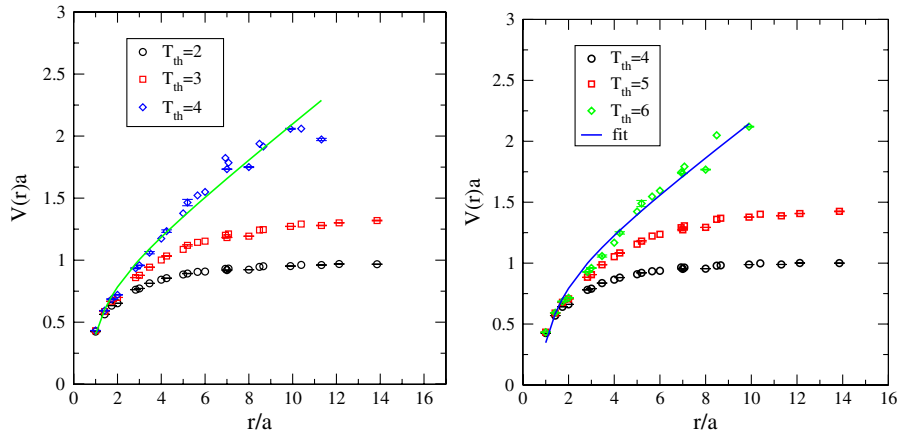 3
2.5
2
1.5
1
0.5
0
V(r)a
T_th=2
T_th=3
T_th=4
0 2 4 6 8 10 12 14 16
r/a
3
2.5
2
1.5
1
0.5
0
V(r)a
T_th=4
T_th=5
T_th=6
fit
0 2 4 6 8 10 12 14 16
r/a